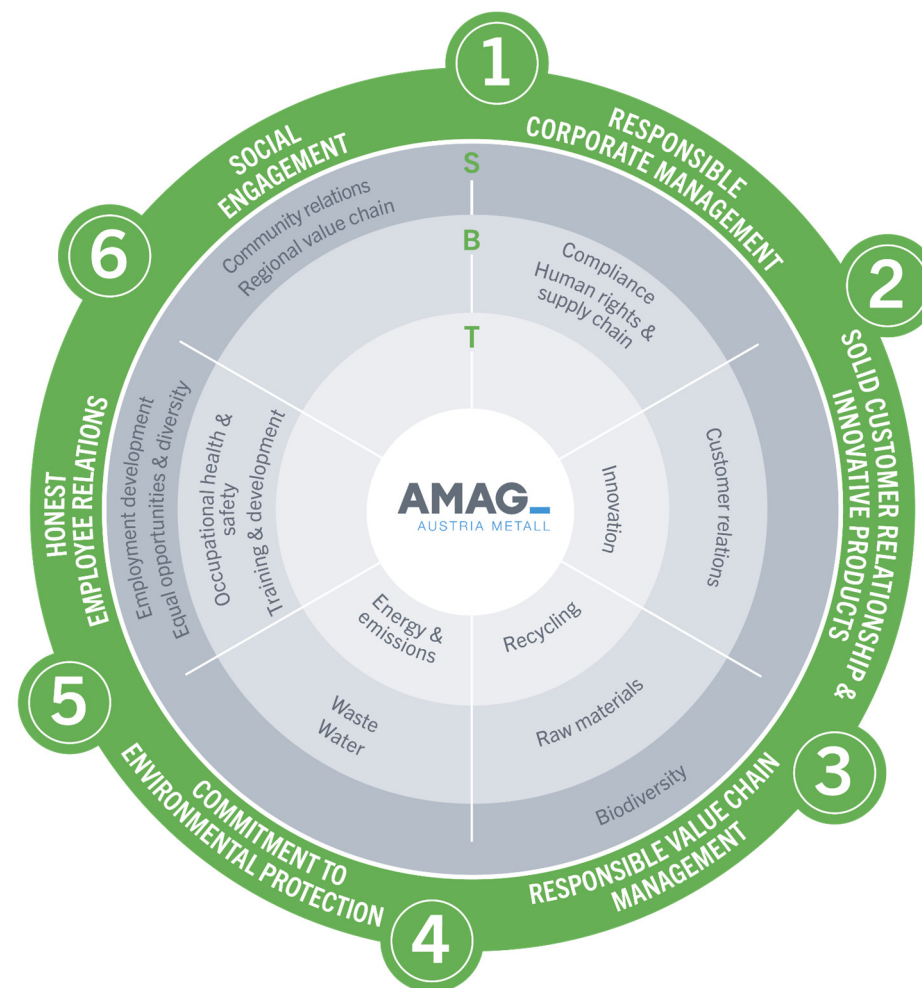 1
RESPONSIBLE
CORPORATE MANAGEMENT
2
SOLID CUSTOMER RELATIONSHIP &
INNOVATIVE PRODUCTS
3
RESPONSIBLE VALUE CHAIN
MANAGEMENT
4
COMMITMENT TO
ENVIRONMENTAL PROTECTION
5
HONEST
EMPLOYEE RELATIONS
6
SOCIAL
ENGAGEMENT
S
B
T
Compliance
Human rights &
supply chain
Customer relations
Innovation
Recycling
Raw materials
Biodiversity
Energy &
emissions
Waste
Water
Employment development
Equal opportunities & diversity
Occupational health &
safety
Training & development
Community relations
Regional value chain
AMAG_
AUSTRIA METALL